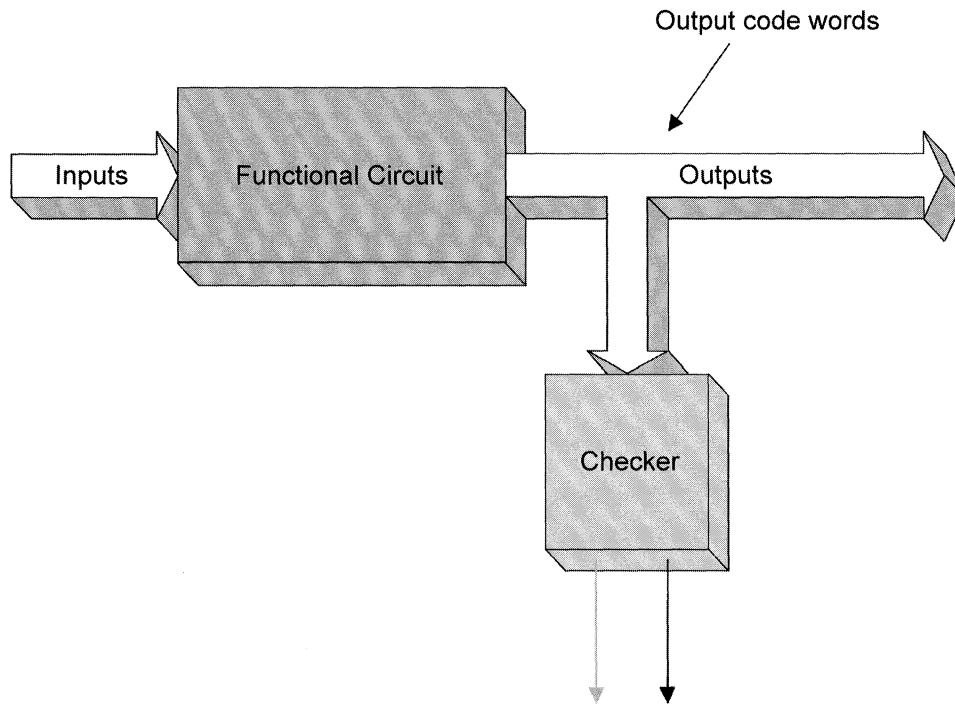 Output code words
Inputs
Functional Circuit
Outputs
Checker